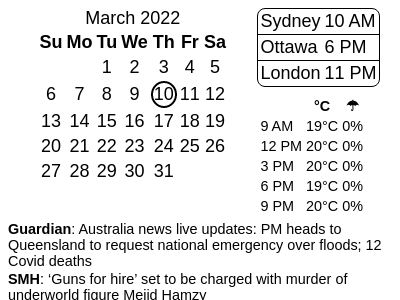 March 2022
Su Mo Tu We Th Fr Sa
1 2 3 4 5
6 7 8 9 10 11 12
13 14 15 16 17 18 19
20 21 22 23 24 25 26
27 28 29 30 31
Sydney 10 AM
Ottawa 6 PM
London 11 PM
°C ☂
9 AM 19°C 0%
12 PM 20°C 0%
3 PM 20°C 0%
6 PM 19°C 0%
9 PM 20°C 0%
Guardian: Australia news live updates: PM heads to
Queensland to request national emergency over floods; 12
Covid deaths
SMH: ‘Guns for hire’ set to be charged with murder of
underworld figure Mejid Hamzy